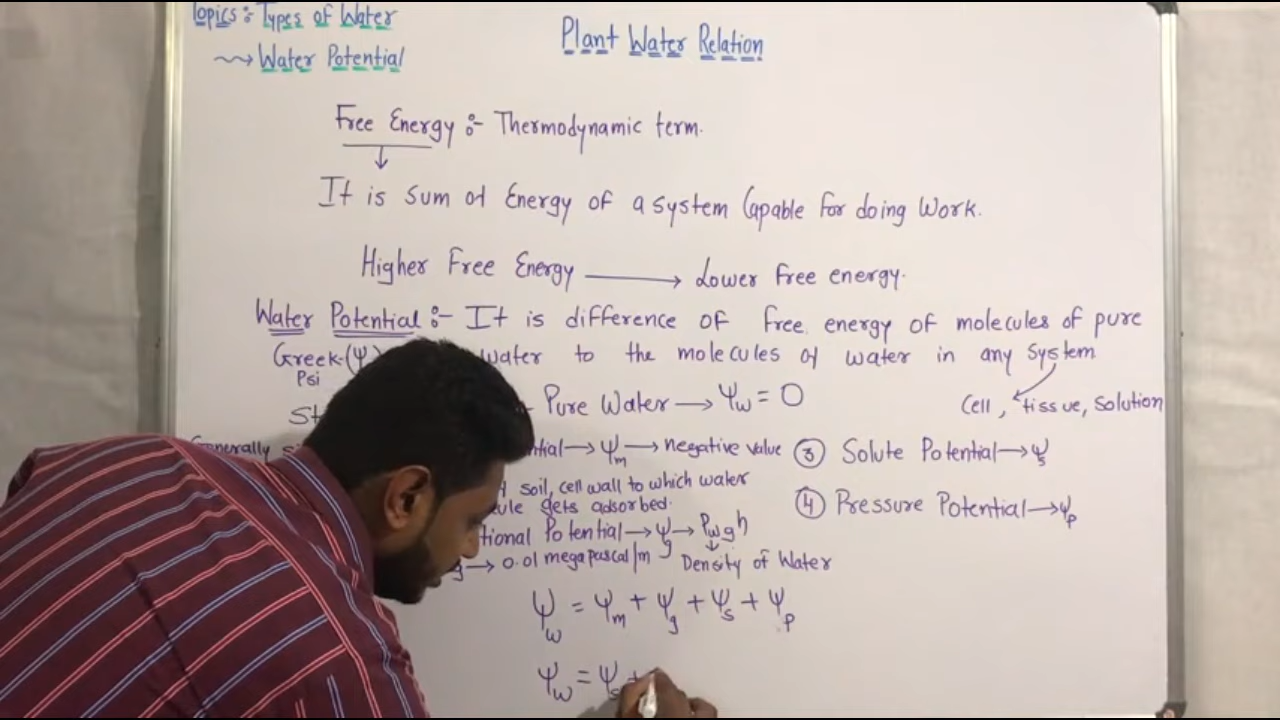 Topics:- Types of Water
Plant Water Relation
⇝ Water Potential
Free Energy :- Thermodynamic term.
↓
It is Sum of Energy of a system Capable for doing Work.
Higher Free Energy ⟶ Lower free energy.
Water Potential :- It is difference of free energy of molecules of pure
Greek-(Ψ) water to the molecules of water in any system
Psi
Pure Water → Ψw = 0
Cell, tissue, Solution
Generally
→ Ψm → negative value
③ Solute Potential → Ψs
soil, cell wall to which water
gets adsorbed.
④ Pressure Potential → Ψp
→ Ψg → ρwgh
→ 0.01 megapascal/m
Density of Water
Ψw = Ψm + Ψg + Ψs + Ψp
Ψw = Ψs +